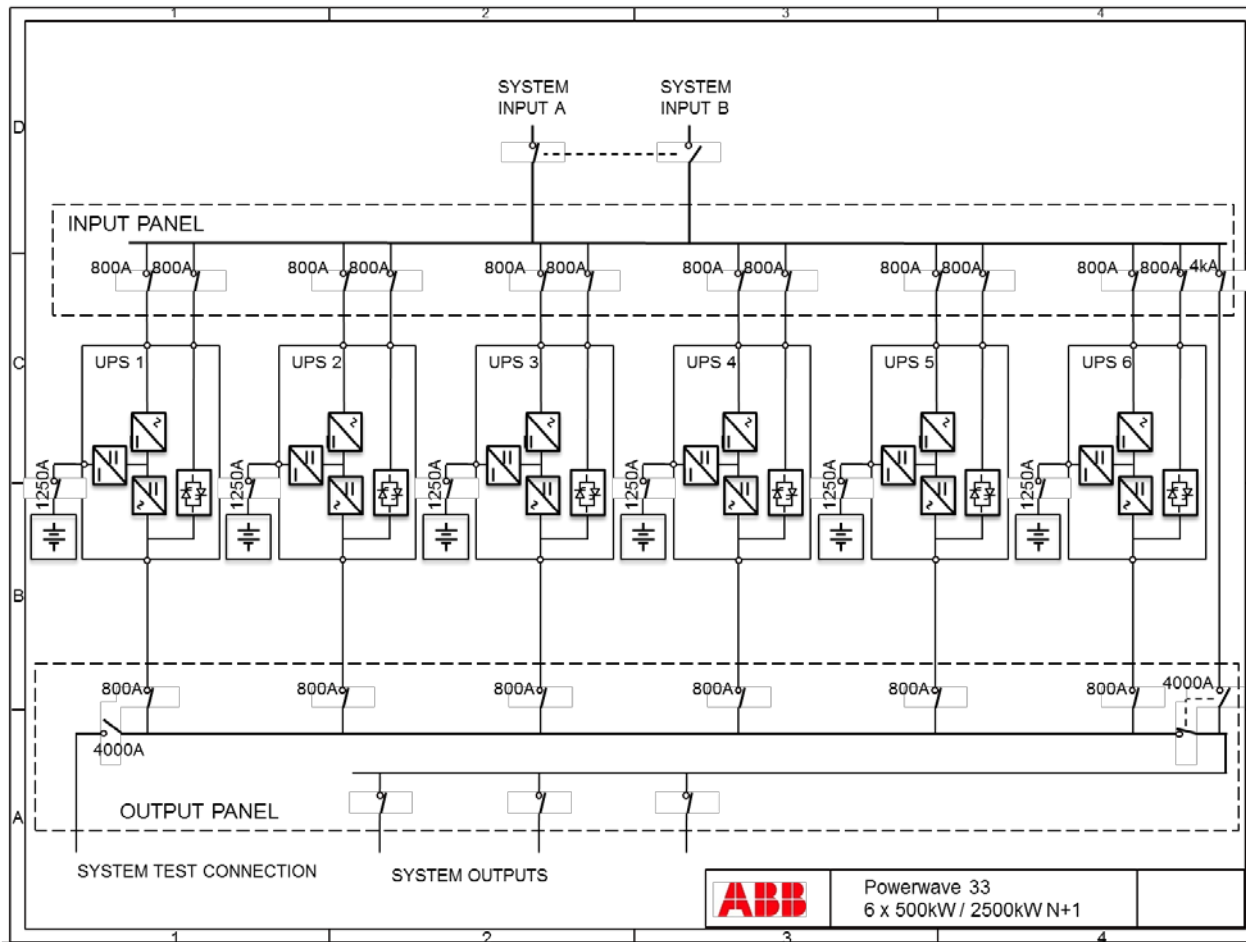 1 2 3 4
SYSTEM
INPUT A
SYSTEM
INPUT B
D
INPUT PANEL
800A 800A 800A 800A 800A 800A 800A 800A 800A 800A 800A 800A 4kA
C
UPS 1 UPS 2 UPS 3 UPS 4 UPS 5 UPS 6
1250A 1250A 1250A 1250A 1250A 1250A
B
800A 800A 800A 800A 800A 800A 4000A
4000A
A
OUTPUT PANEL
SYSTEM TEST CONNECTION
SYSTEM OUTPUTS
ABB
Powerwave 33
6 x 500kW / 2500kW N+1
1 2 3 4